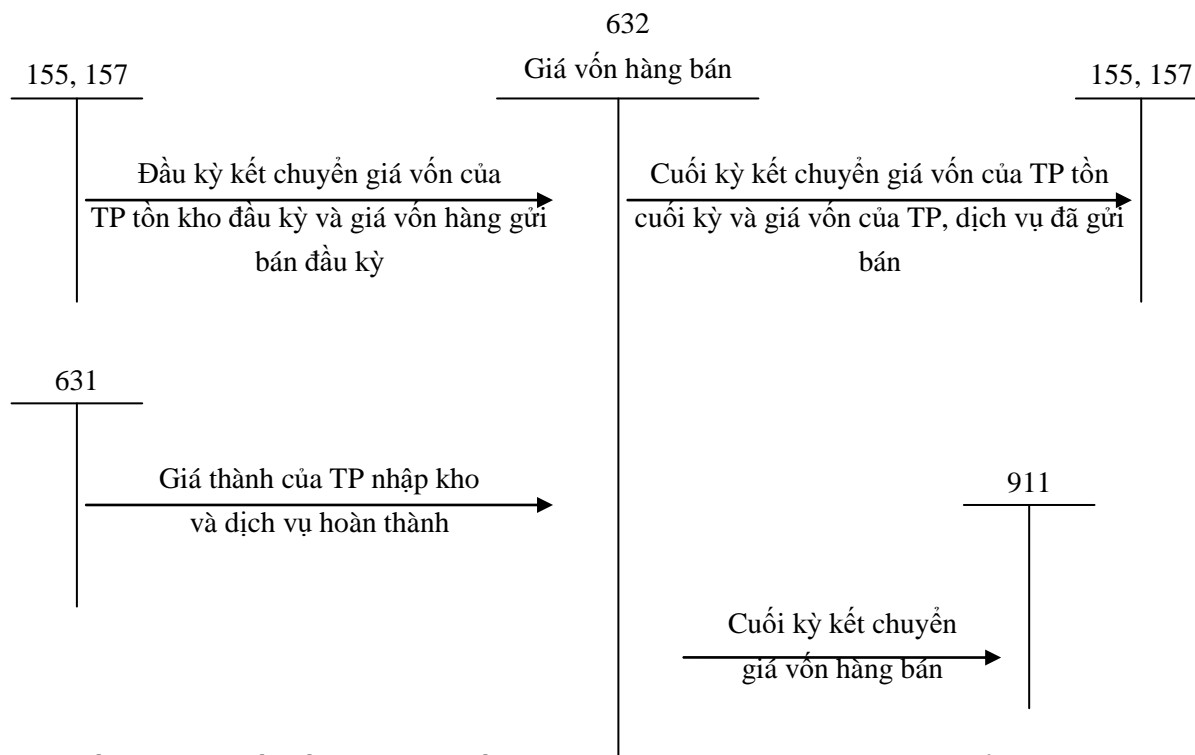 632
Giá vốn hàng bán
155, 157
155, 157
Đầu kỳ kết chuyển giá vốn của
TP tồn kho đầu kỳ và giá vốn hàng gửi
bán đầu kỳ
Cuối kỳ kết chuyển giá vốn của TP tồn
cuối kỳ và giá vốn của TP, dịch vụ đã gửi
bán
631
Giá thành của TP nhập kho
và dịch vụ hoàn thành
911
Cuối kỳ kết chuyển
giá vốn hàng bán